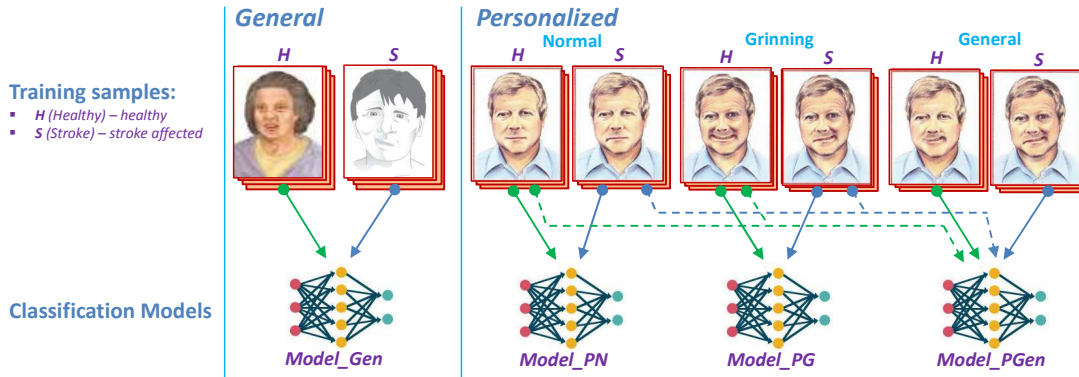 General
Personalized
Normal
Grinning
General
H
S
H
S
H
S
H
S
Training samples:
▪ H (Healthy) – healthy
▪ S (Stroke) – stroke affected
Classification Models
Model_Gen
Model_PN
Model_PG
Model_PGen